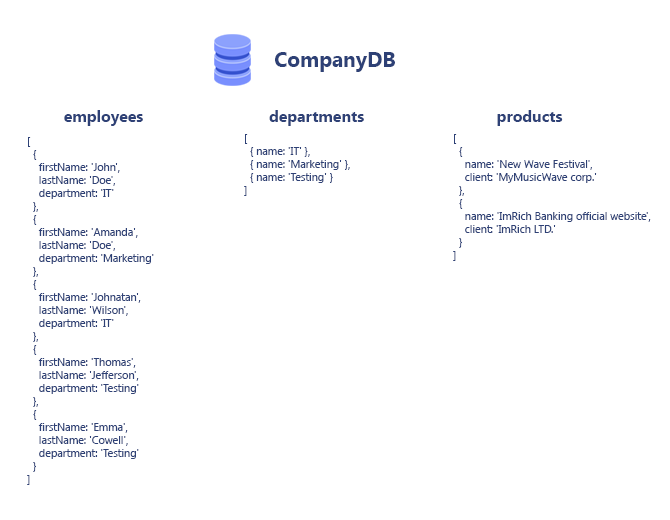 CompanyDB
employees
[
{
firstName: 'John',
lastName: 'Doe',
department: 'IT'
},
{
firstName: 'Amanda',
lastName: 'Doe',
department: 'Marketing'
},
{
firstName: 'Johnatan',
lastName: 'Wilson',
department: 'IT'
},
{
firstName: 'Thomas',
lastName: 'Jefferson',
department: 'Testing'
},
{
firstName: 'Emma',
lastName: 'Cowell',
department: 'Testing'
}
]
departments
[
{ name: 'IT' },
{ name: 'Marketing' },
{ name: 'Testing' }
]
products
[
{
name: 'New Wave Festival',
client: 'MyMusicWave corp.'
},
{
name: 'ImRich Banking official website',
client: 'ImRich LTD.'
}
]